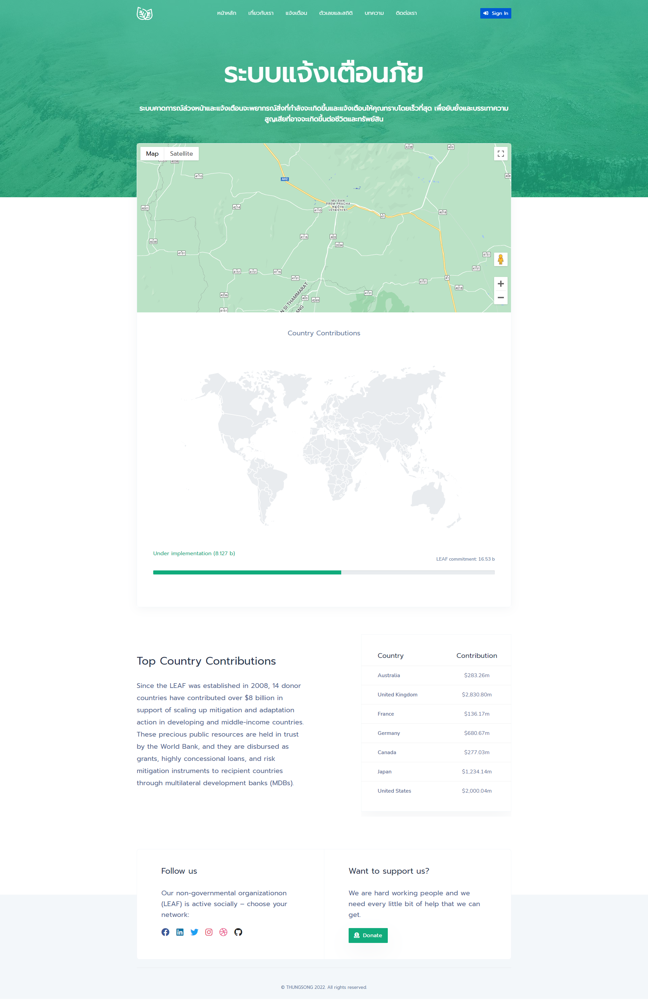 หน้าหลัก เกี่ยวกับเรา แจ้งเตือน ตัวเลขและสถิติ บทความ ติดต่อเรา Sign In
ระบบแจ้งเตือนภัย
ระบบคาดการณ์ล่วงหน้าและแจ้งเตือนจะพยากรณ์สิ่งที่กำลังจะเกิดขึ้นและแจ้งเตือนให้คุณทราบโดยเร็วที่สุด เพื่อยับยั้งและบรรเทาความ
สูญเสียที่อาจจะเกิดขึ้นต่อชีวิตและทรัพย์สิน
Map Satellite
4238
403
4038
4110
408
AH2
MU BAN
PREM PRACHA
หมู่บ้าน
เปรมประชา
4001
4214
4110
4018
41
4116
403
4038
2034
4151
4151
4151
4151
4151
4116
4151
4151
41
4018
4236
4151
403
4269
4151
N SI THAMMARAT
ANG
Country Contributions
Under implementation (8.127 b)
LEAF commitment: 16.53 b
Top Country Contributions
Since the LEAF was established in 2008, 14 donor
countries have contributed over $8 billion in
support of scaling up mitigation and adaptation
action in developing and middle-income countries.
These precious public resources are held in trust
by the World Bank, and they are disbursed as
grants, highly concessional loans, and risk
mitigation instruments to recipient countries
through multilateral development banks (MDBs).
Country Contribution
Australia $283.26m
United Kingdom $2,830.80m
France $136.17m
Germany $680.67m
Canada $277.03m
Japan $1,234.14m
United States $2,000.04m
Follow us
Our non-governmental organizationon
(LEAF) is active socially – choose your
network:
Want to support us?
We are hard working people and we
need every little bit of help that we can
get.
Donate
© THUNGSONG 2022. All rights reserved.